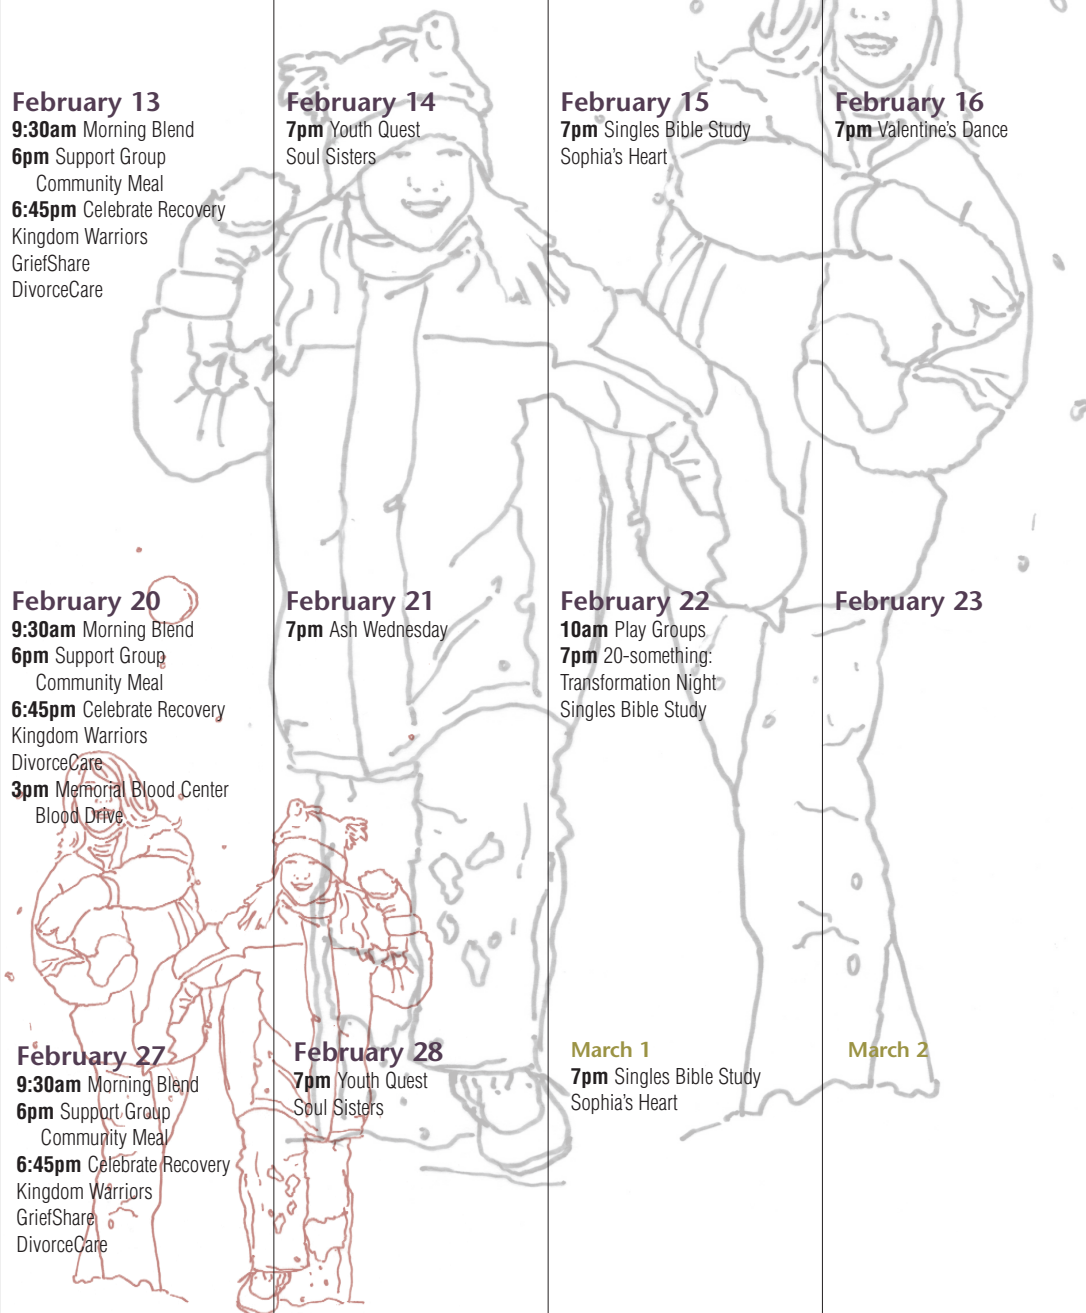 February 13
9:30am Morning Blend
6pm Support Group
Community Meal
6:45pm Celebrate Recovery
Kingdom Warriors
GriefShare
DivorceCare
February 14
7pm Youth Quest
Soul Sisters
February 15
7pm Singles Bible Study
Sophia's Heart
February 16
7pm Valentine's Dance
February 20
9:30am Morning Blend
6pm Support Group
Community Meal
6:45pm Celebrate Recovery
Kingdom Warriors
DivorceCare
3pm Memorial Blood Center
Blood Drive
February 21
7pm Ash Wednesday
February 22
10am Play Groups
7pm 20-something:
Transformation Night
Singles Bible Study
February 23
February 27
9:30am Morning Blend
6pm Support Group
Community Meal
6:45pm Celebrate Recovery
Kingdom Warriors
GriefShare
DivorceCare
February 28
7pm Youth Quest
Soul Sisters
March 1
7pm Singles Bible Study
Sophia's Heart
March 2